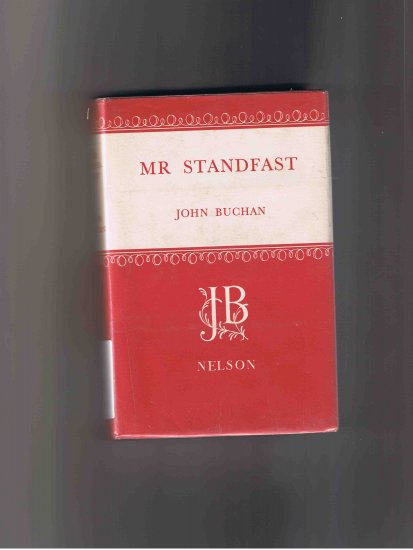 MR STANDFAST
JOHN BUCHAN
JB
NELSON